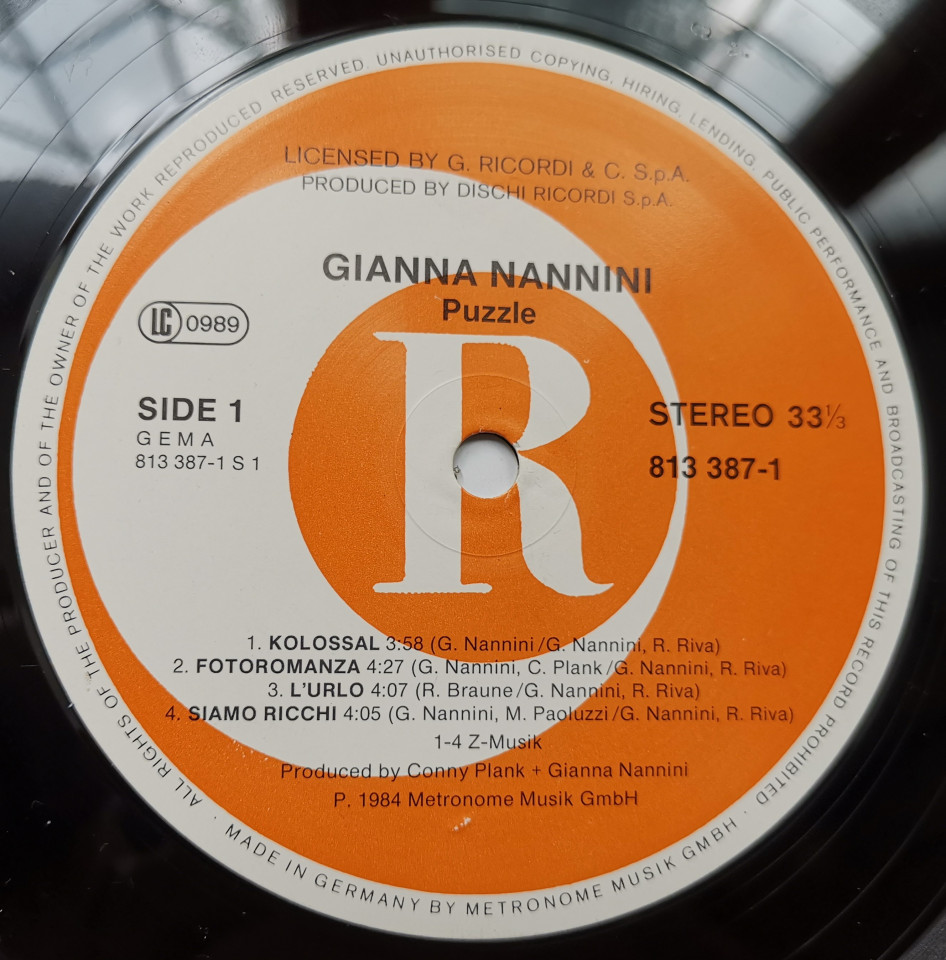 ALL RIGHTS OF THE PRODUCER AND OF THE OWNER OF THE WORK REPRODUCED RESERVED. UNAUTHORISED COPYING, HIRING, LENDING, PUBLIC PERFORMANCE AND BROADCASTING OF THIS RECORD PROHIBITED
LICENSED BY G. RICORDI & C. S.p.A.
PRODUCED BY DISCHI RICORDI S.p.A.
GIANNA NANNINI
Puzzle
LC 0989
R
SIDE 1
GEMA
813 387-1 S 1
STEREO 33⅓
813 387-1
1. KOLOSSAL 3:58 (G. Nannini/G. Nannini, R. Riva)
2. FOTOROMANZA 4:27 (G. Nannini, C. Plank/G. Nannini, R. Riva)
3. L'URLO 4:07 (R. Braune/G. Nannini, R. Riva)
4. SIAMO RICCHI 4:05 (G. Nannini, M. Paoluzzi/G. Nannini, R. Riva)
1-4 Z-Musik
Produced by Conny Plank + Gianna Nannini
P. 1984 Metronome Musik GmbH
· MADE IN GERMANY BY METRONOME MUSIK GMBH ·